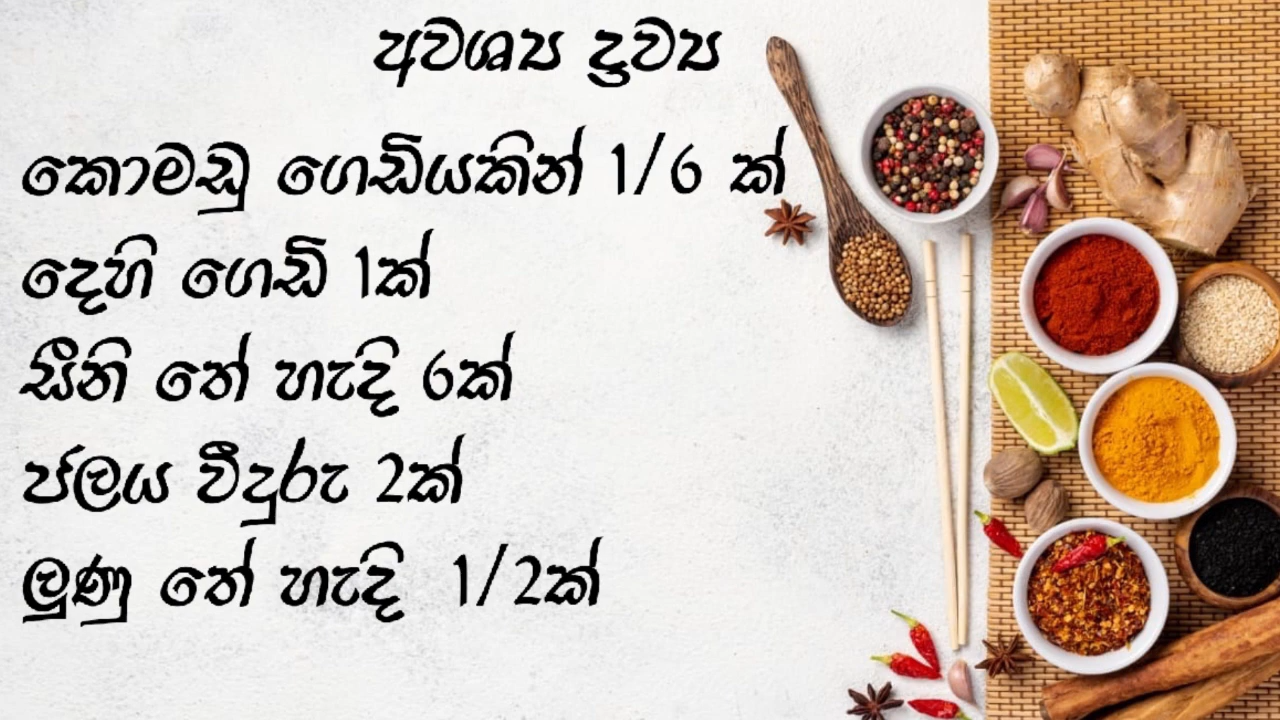 අවශ්‍ය ද්‍රව්‍ය
කොමඩු ගෙඩියකින් 1/6 ක්
දෙහි ගෙඩි 1ක්
සීනි තේ හැදි 6ක්
ජලය වීදුරු 2ක්
ලුණු තේ හැදි 1/2ක්